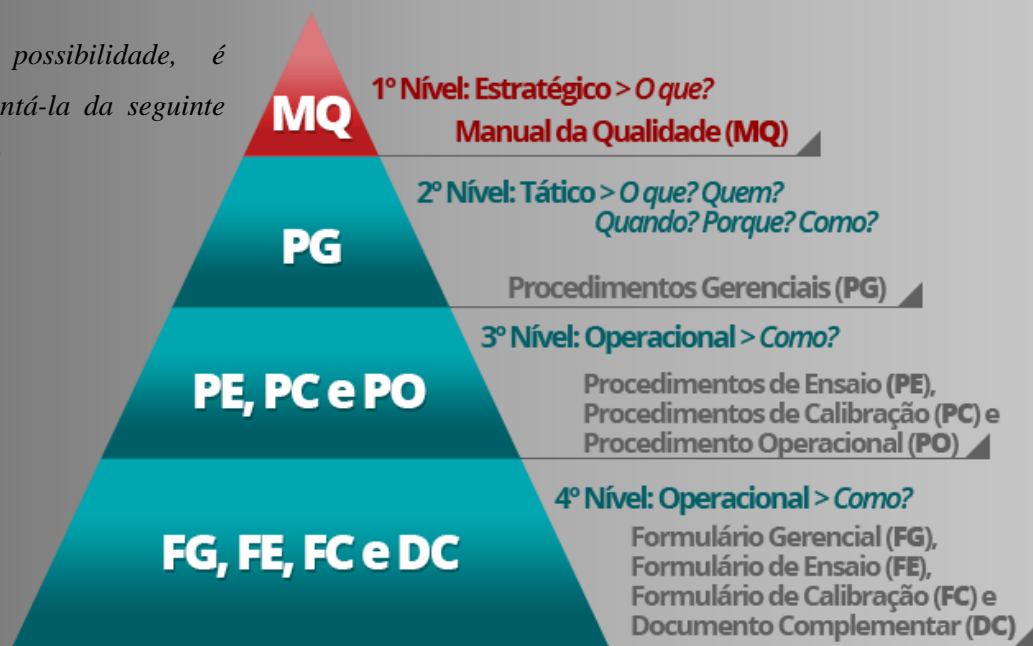 possibilidade, é
ntá-la da seguinte
MQ
1º Nível: Estratégico > O que?
Manual da Qualidade (MQ)
PG
2º Nível: Tático > O que? Quem?
Quando? Porque? Como?
Procedimentos Gerenciais (PG)
PE, PC e PO
3º Nível: Operacional > Como?
Procedimentos de Ensaio (PE),
Procedimentos de Calibração (PC) e
Procedimento Operacional (PO)
FG, FE, FC e DC
4º Nível: Operacional > Como?
Formulário Gerencial (FG),
Formulário de Ensaio (FE),
Formulário de Calibração (FC) e
Documento Complementar (DC)